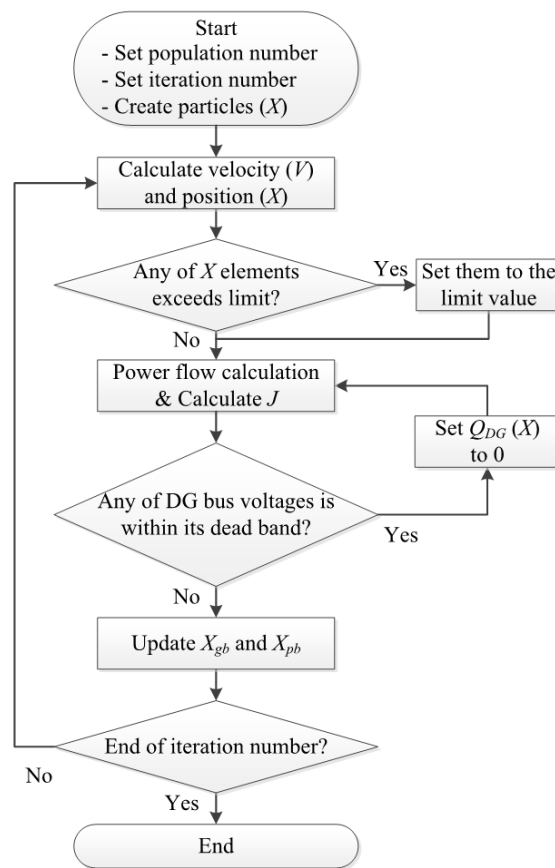 Start
- Set population number
- Set iteration number
- Create particles (X)
Calculate velocity (V)
and position (X)
Any of X elements
exceeds limit?
Yes
Set them to the
limit value
No
Power flow calculation
& Calculate J
Set Q_DG (X)
to 0
Any of DG bus voltages is
within its dead band?
Yes
No
Update X_gb and X_pb
End of iteration number?
No
Yes
End